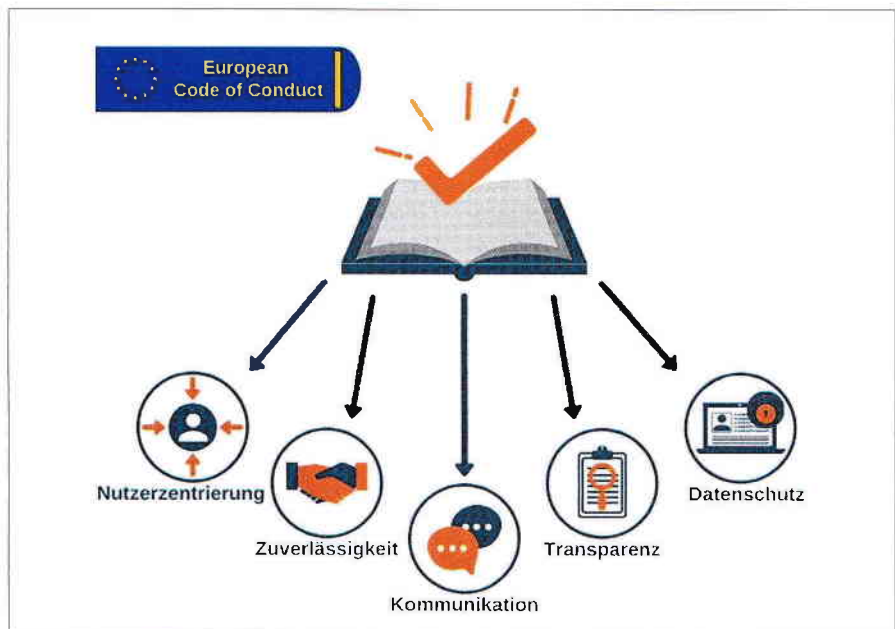 European
Code of Conduct
Nutzerzentrierung
Zuverlässigkeit
Kommunikation
Transparenz
Datenschutz